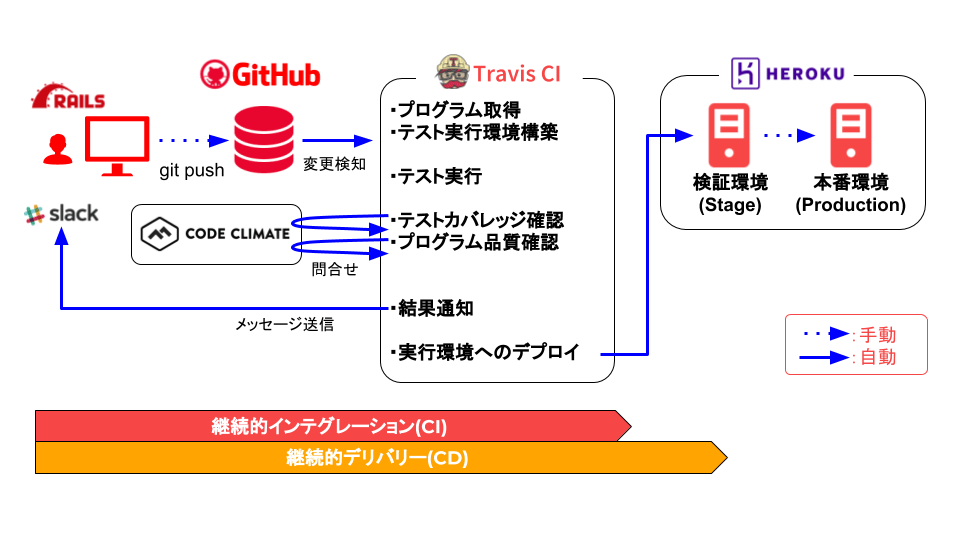 RAILS
GitHub
git push
変更検知
slack
CODE CLIMATE
問合せ
メッセージ送信
Travis CI
・プログラム取得
・テスト実行環境構築
・テスト実行
・テストカバレッジ確認
・プログラム品質確認
・結果通知
・実行環境へのデプロイ
HEROKU
検証環境
(Stage)
本番環境
(Production)
: 手動
: 自動
継続的インテグレーション(CI)
継続的デリバリー(CD)